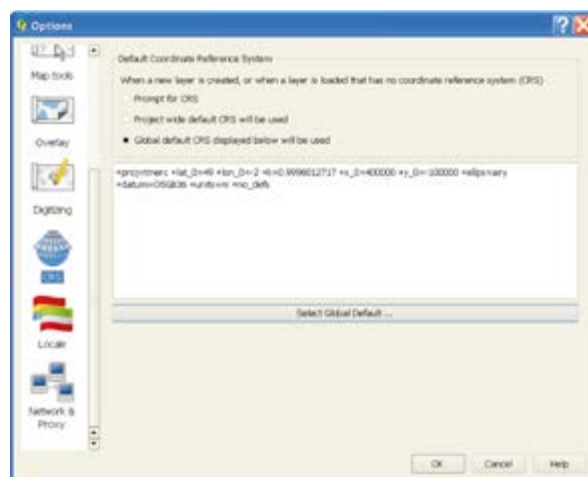 Options
Map tools
Overlay
Digitizing
CRS
Locale
Network &
Proxy
Default Coordinate Reference System
When a new layer is created, or when a layer is loaded that has no coordinate reference system (CRS)
Prompt for CRS
Project wide default CRS will be used
Global default CRS displayed below will be used
+proj=tmerc +lat_0=49 +lon_0=-2 +k=0.9996012717 +x_0=400000 +y_0=-100000 +ellps=airy
+datum=OSGB36 +units=m +no_defs
Select Global Default ...
OK
Cancel
Help